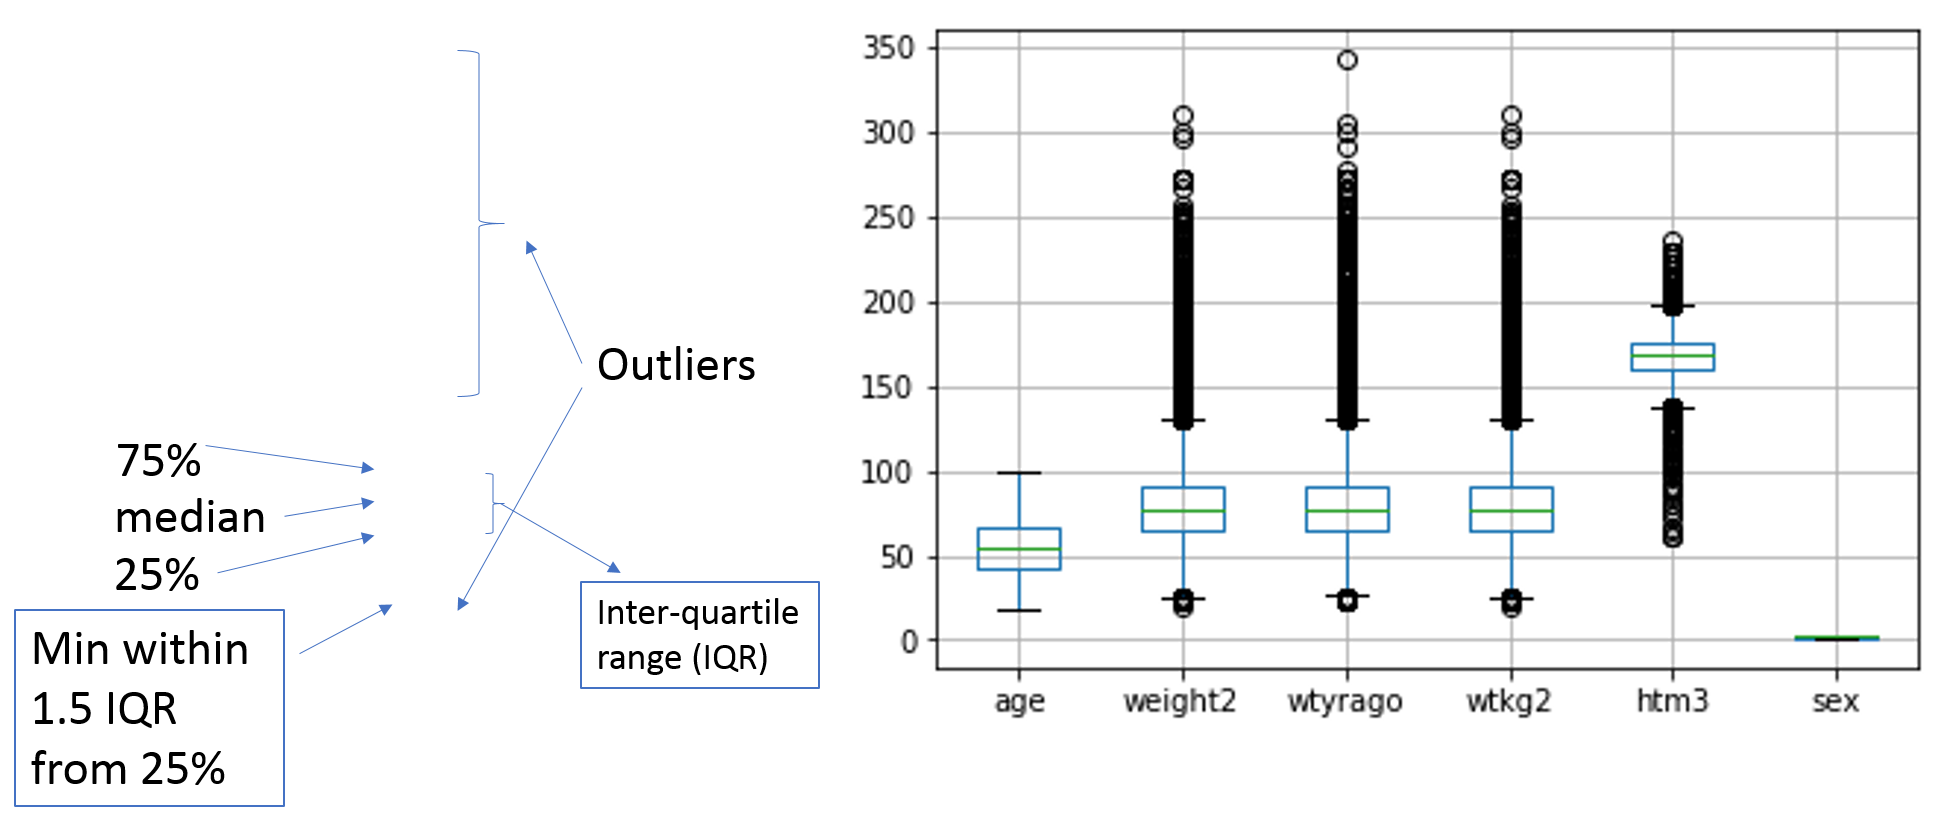 Outliers
75%
median
25%
Min within
1.5 IQR
from 25%
Inter-quartile
range (IQR)
350
300
250
200
150
100
50
0
age weight2 wtyrago wtkg2 htm3 sex